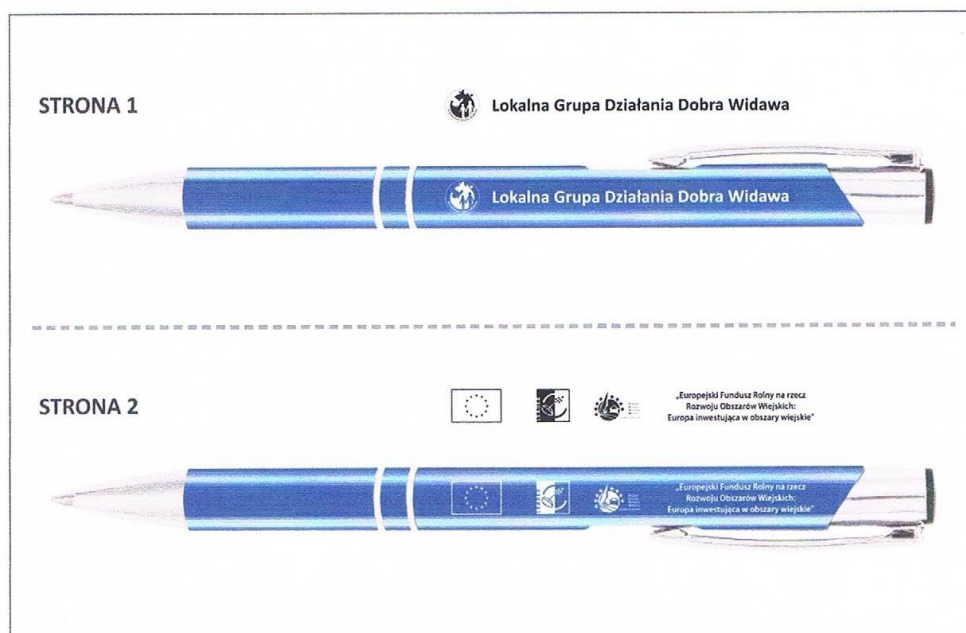 STRONA 1
Lokalna Grupa Działania Dobra Widawa
Lokalna Grupa Działania Dobra Widawa
STRONA 2
„Europejski Fundusz Rolny na rzecz
Rozwoju Obszarów Wiejskich:
Europa inwestująca w obszary wiejskie"
„Europejski Fundusz Rolny na rzecz
Rozwoju Obszarów Wiejskich:
Europa inwestująca w obszary wiejskie"